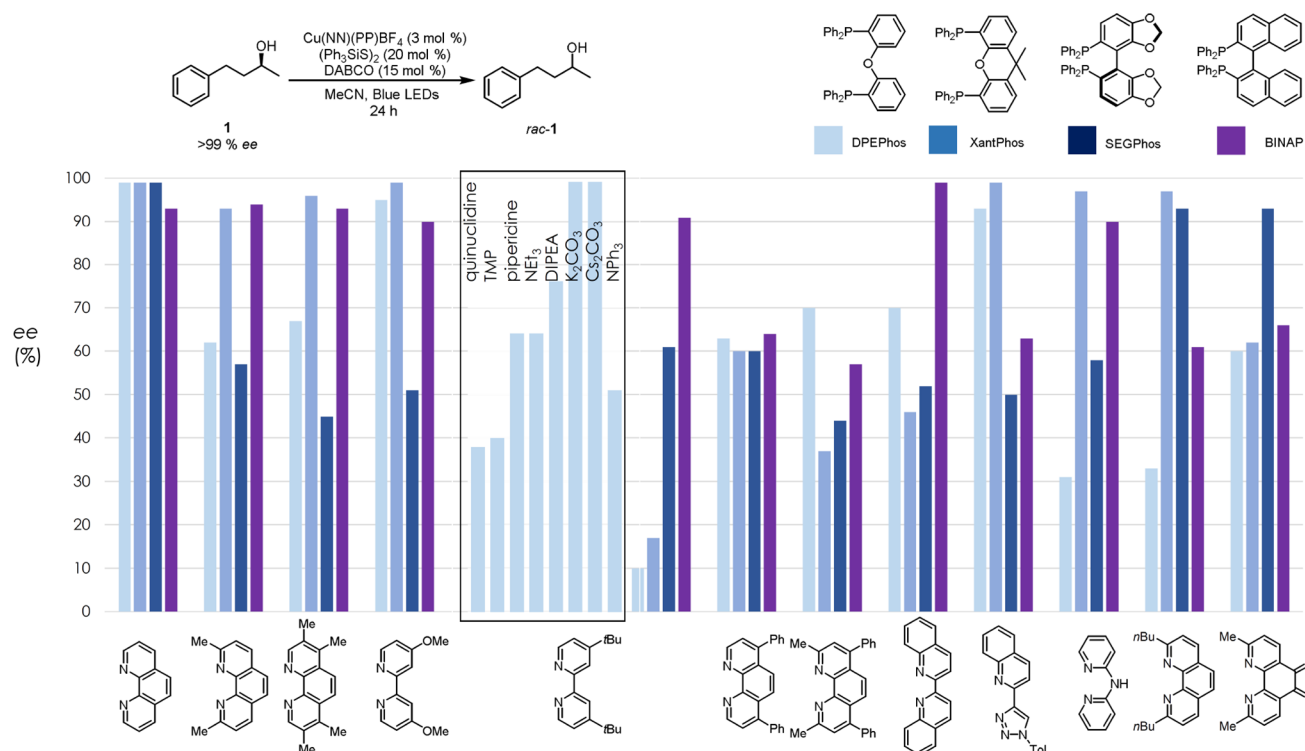 OH
Cu(NN)(PP)BF4 (3 mol %)
(Ph3SiS)2 (20 mol %)
DABCO (15 mol %)
MeCN, Blue LEDs
24 h
1
>99 % ee
OH
rac-1
Ph2P
O
Ph2P
Ph2P
O
Ph2P
O
O
Ph2P
Ph2P
O
O
Ph2P
Ph2P
DPEPhos
XantPhos
SEGPhos
BINAP
ee
(%)
100
90
80
70
60
50
40
30
20
10
0
quinuclidine
TMP
piperidine
NEt3
DIPEA
K2CO3
Cs2CO3
NPh3
N
N
Me
N
N
Me
Me
Me
N
N
Me
Me
OMe
N
N
OMe
tBu
N
N
tBu
Ph
N
N
Ph
Me
Ph
N
N
Me
Ph
N
N
N
N
N
N
Tol
N
NH
N
nBu
N
N
nBu
Me
N
N
Me